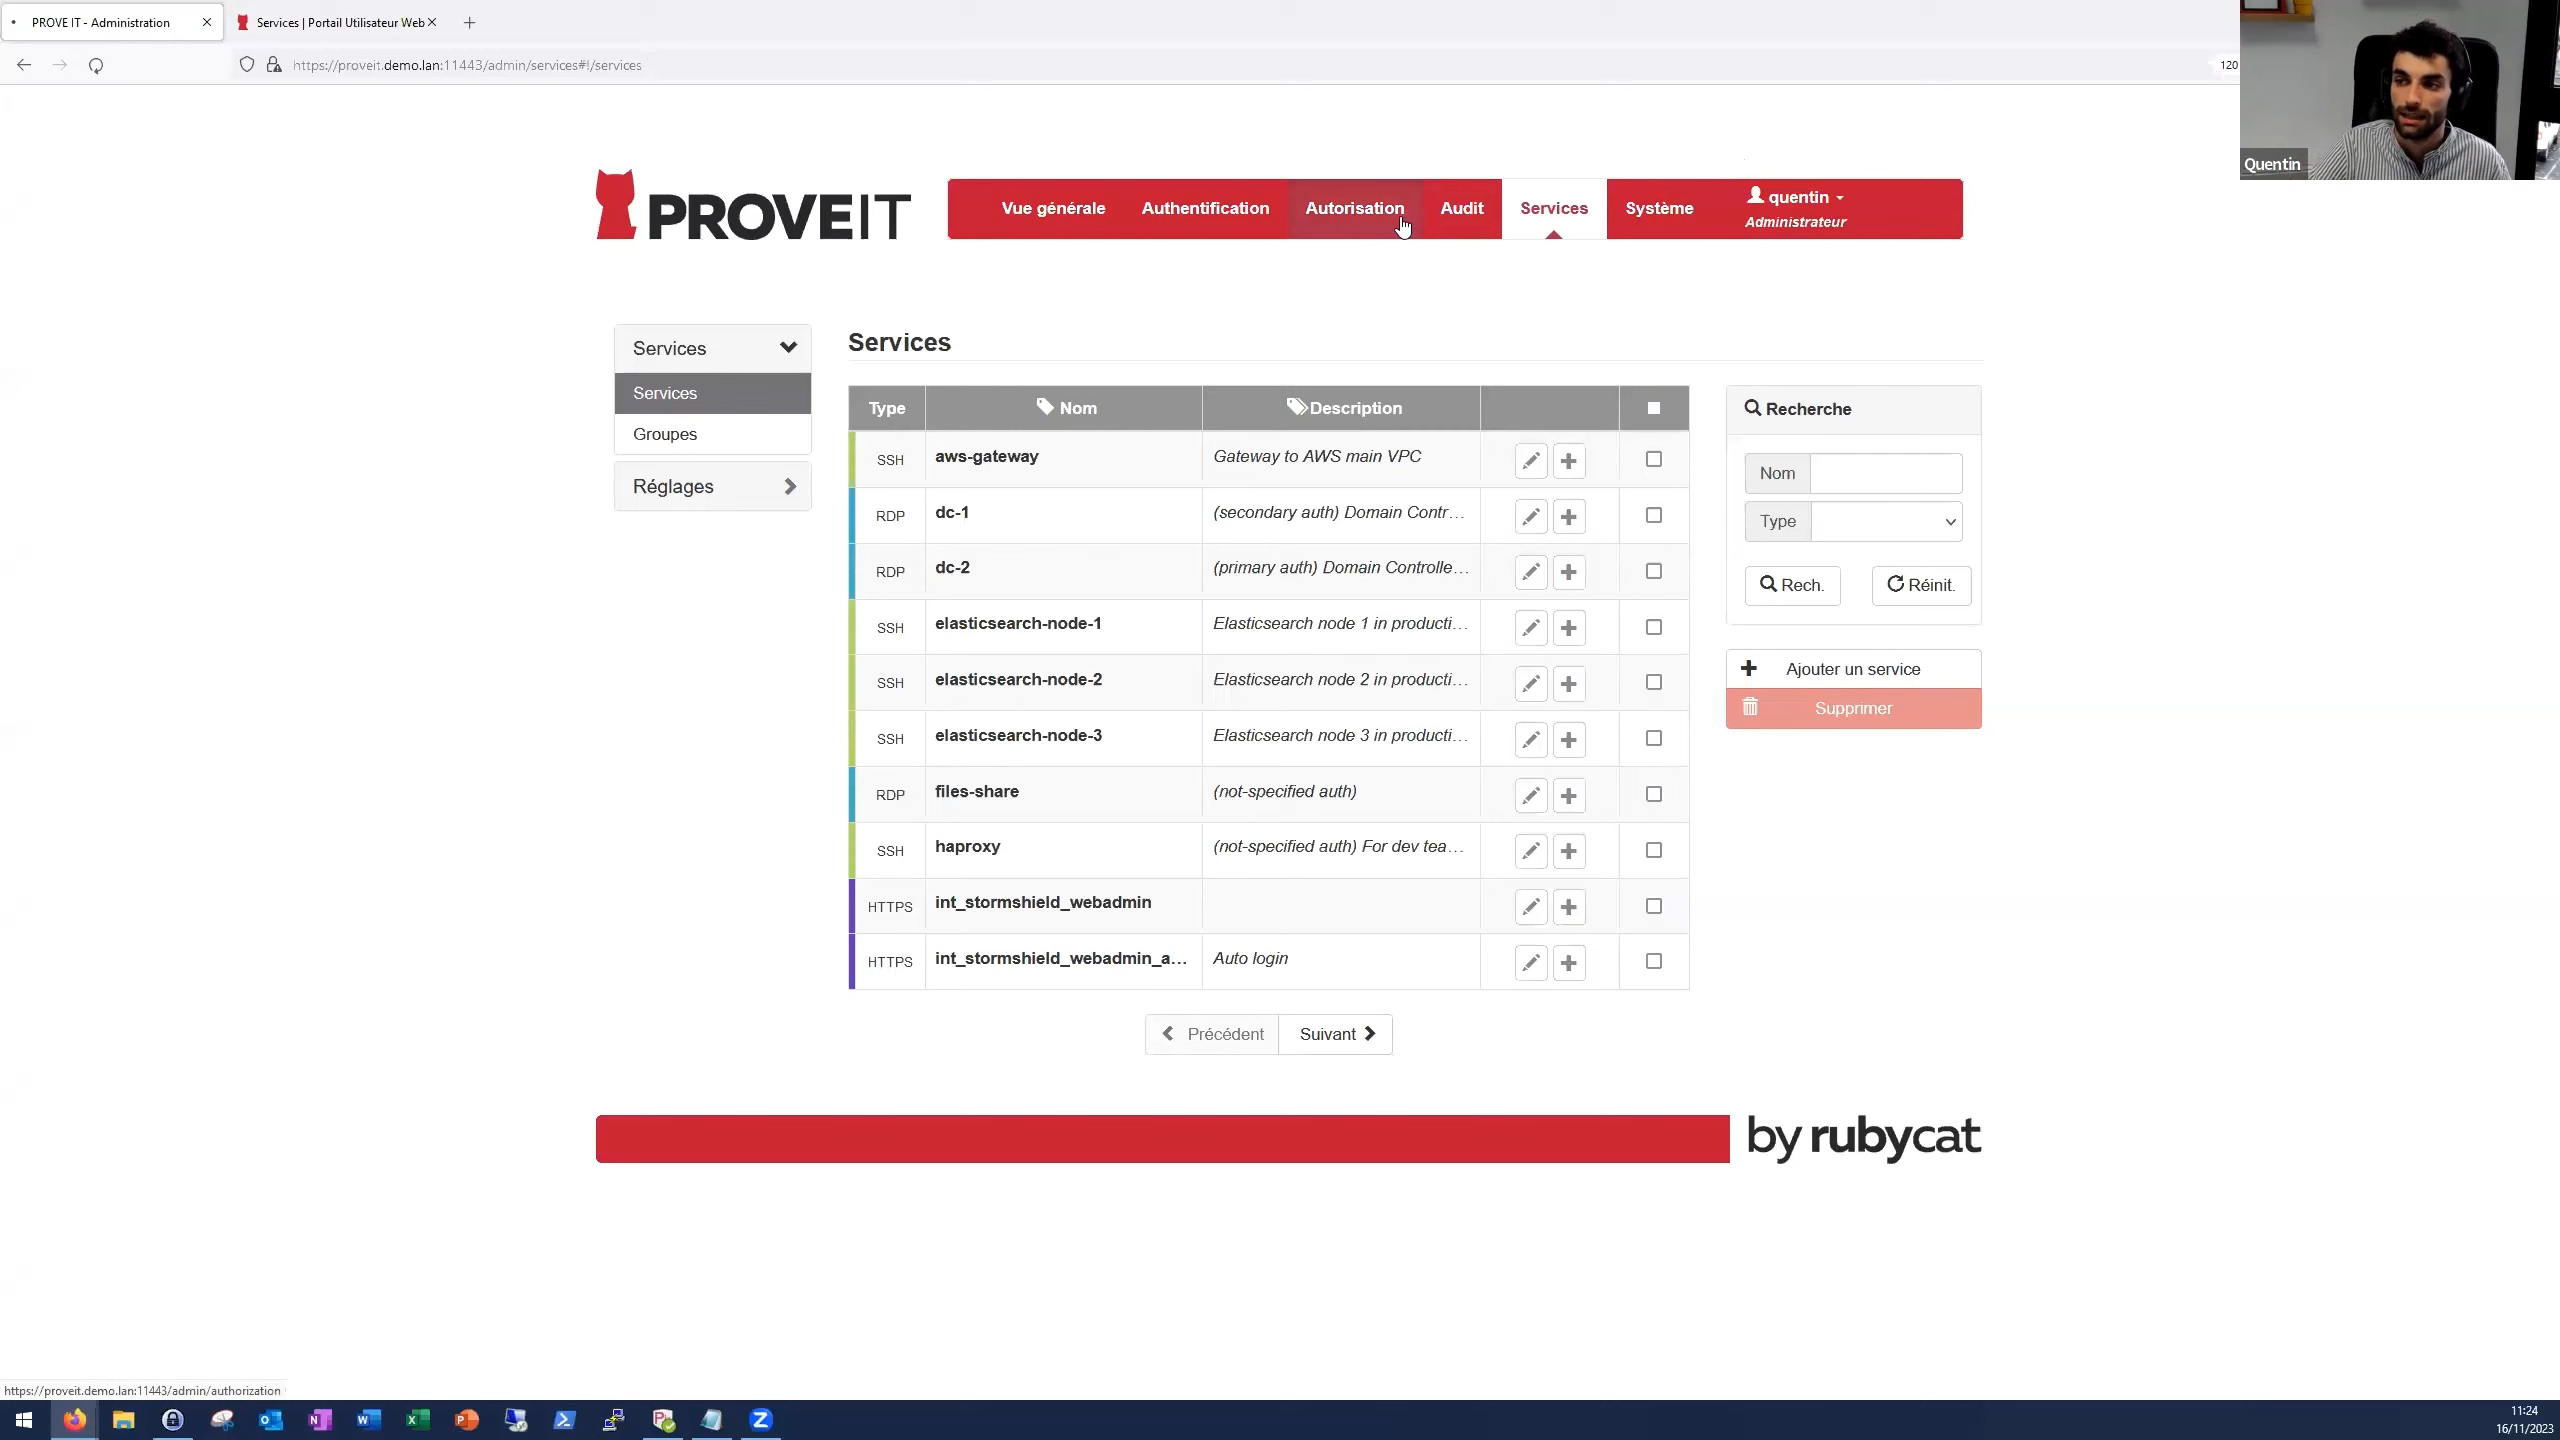 PROVE IT - Administration
Services | Portail Utilisateur Web
https://proveit.demo.lan:11443/admin/services#!/services
120
Quentin
PROVEIT
Vue générale
Authentification
Autorisation
Audit
Services
Système
quentin
Administrateur
Services
Services
Groupes
Réglages
Services
Type Nom Description
SSH aws-gateway Gateway to AWS main VPC
RDP dc-1 (secondary auth) Domain Contr...
RDP dc-2 (primary auth) Domain Controlle...
SSH elasticsearch-node-1 Elasticsearch node 1 in producti...
SSH elasticsearch-node-2 Elasticsearch node 2 in producti...
SSH elasticsearch-node-3 Elasticsearch node 3 in producti...
RDP files-share (not-specified auth)
SSH haproxy (not-specified auth) For dev tea...
HTTPS int_stormshield_webadmin
HTTPS int_stormshield_webadmin_a... Auto login
Recherche
Nom
Type
Rech. Réinit.
Ajouter un service
Supprimer
Précédent Suivant
by rubycat
https://proveit.demo.lan:11443/admin/authorization
11:24
16/11/2023